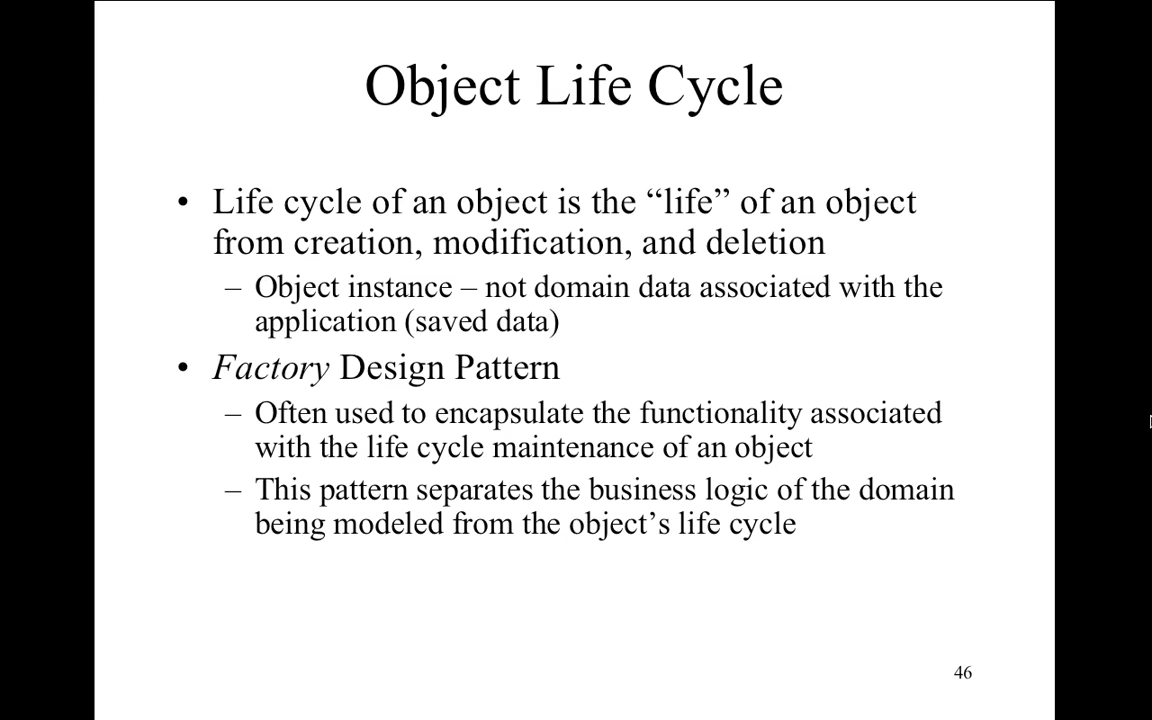 Object Life Cycle
• Life cycle of an object is the “life” of an object
from creation, modification, and deletion
– Object instance – not domain data associated with the
application (saved data)
• Factory Design Pattern
– Often used to encapsulate the functionality associated
with the life cycle maintenance of an object
– This pattern separates the business logic of the domain
being modeled from the object’s life cycle
46